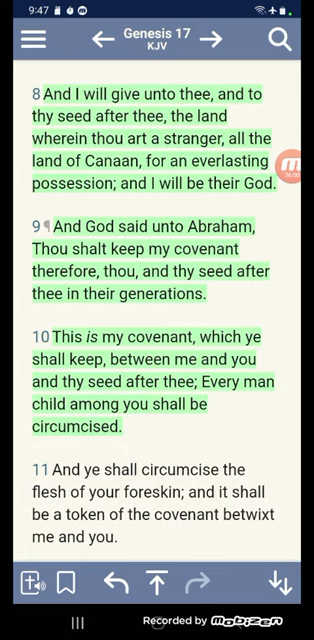 9:47
Genesis 17
KJV
8 And I will give unto thee, and to
thy seed after thee, the land
wherein thou art a stranger, all the
land of Canaan, for an everlasting
possession; and I will be their God.
9 ¶ And God said unto Abraham,
Thou shalt keep my covenant
therefore, thou, and thy seed after
thee in their generations.
10 This is my covenant, which ye
shall keep, between me and you
and thy seed after thee; Every man
child among you shall be
circumcised.
11 And ye shall circumcise the
flesh of your foreskin; and it shall
be a token of the covenant betwixt
me and you.
Recorded by mobizen